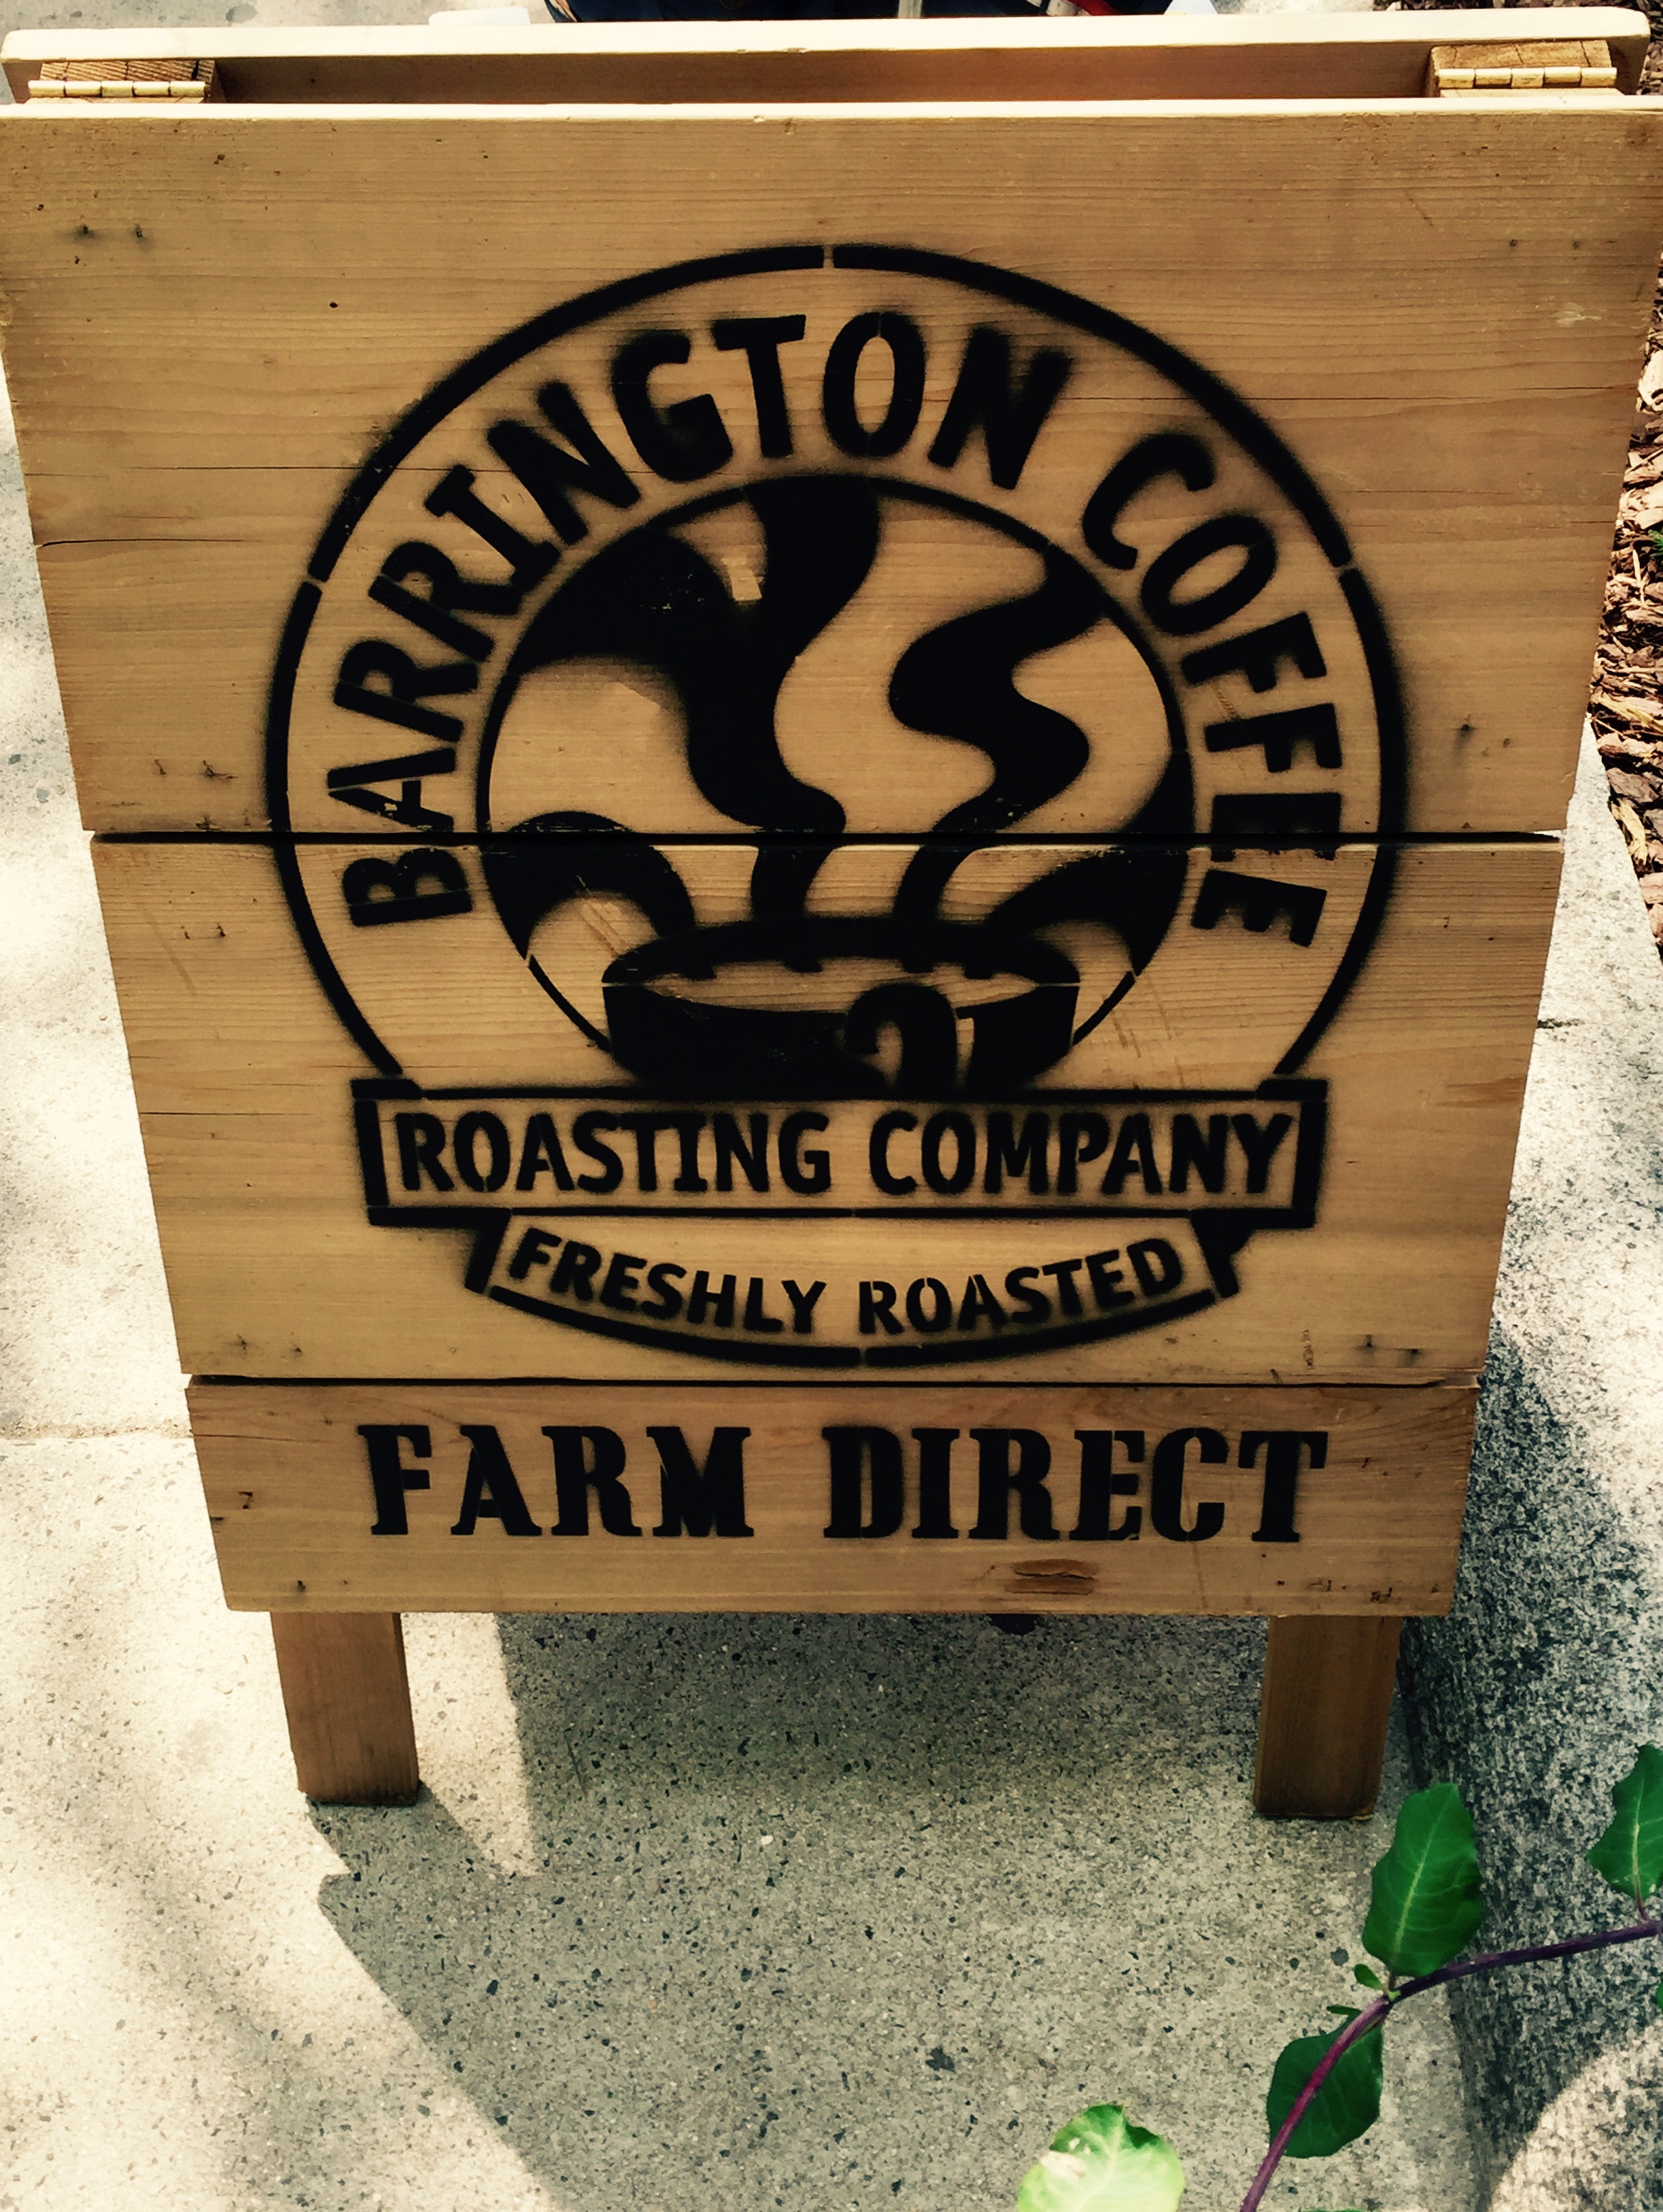 BARRINGTON COFFEE
ROASTING COMPANY
FRESHLY ROASTED
FARM DIRECT